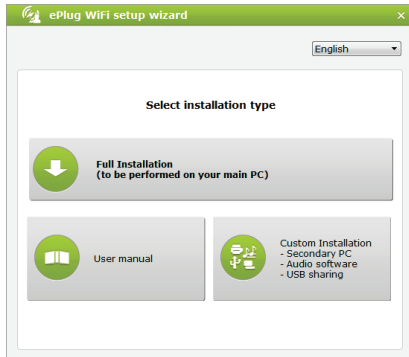 ePlug WiFi setup wizard
English
Select installation type
Full Installation
(to be performed on your main PC)
User manual
Custom Installation
- Secondary PC
- Audio software
- USB sharing